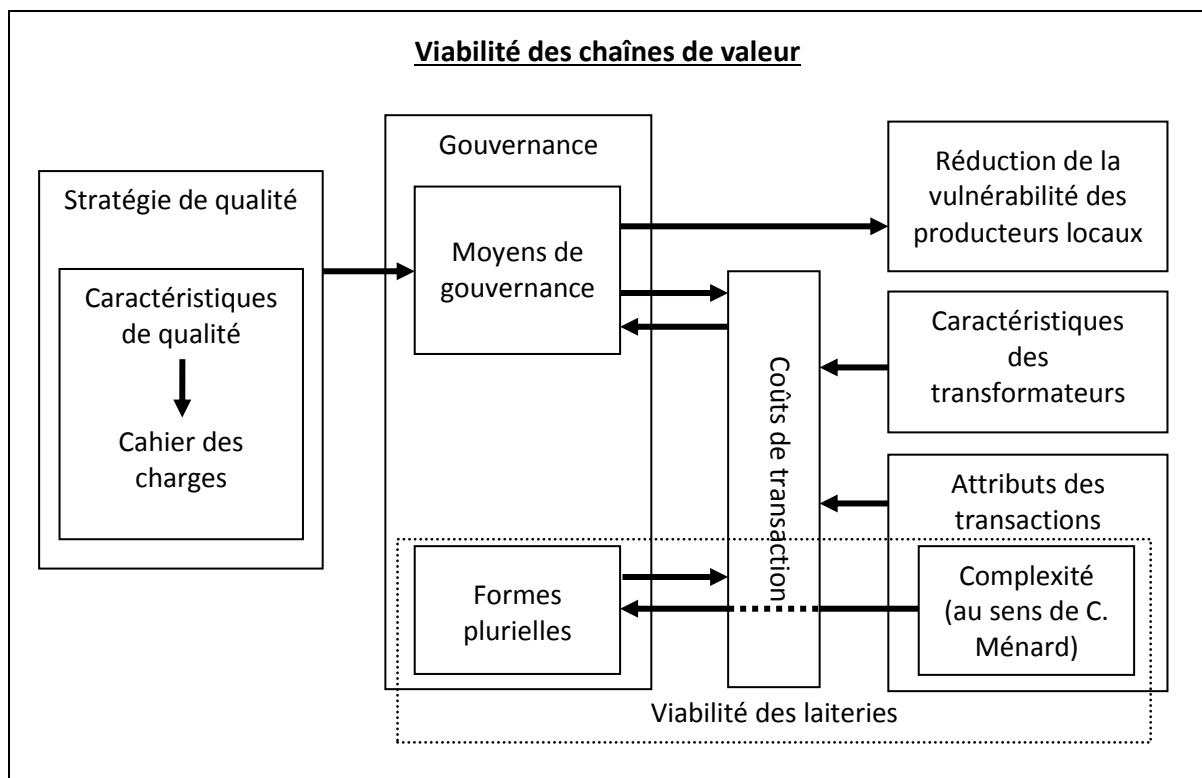 Viabilité des chaînes de valeur
Stratégie de qualité
Caractéristiques
de qualité
Cahier des
charges
Gouvernance
Moyens de
gouvernance
Formes
plurielles
Coûts de transaction
Réduction de la
vulnérabilité des
producteurs locaux
Caractéristiques
des
transformateurs
Attributs des
transactions
Complexité
(au sens de C.
Ménard)
Viabilité des laiteries